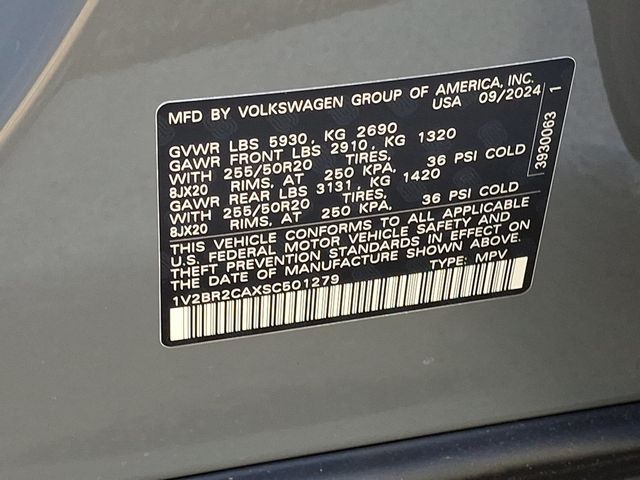 MFD BY VOLKSWAGEN GROUP OF AMERICA, INC.
USA 09/2024
GVWR LBS 5930, KG 2690
GAWR FRONT LBS 2910, KG 1320
WITH 255/50R20 TIRES, 36 PSI COLD
8JX20 RIMS, AT 250 KPA,
GAWR REAR LBS 3131, KG 1420
WITH 255/50R20 TIRES, 36 PSI COLD
8JX20 RIMS, AT 250 KPA,
THIS VEHICLE CONFORMS TO ALL APPLICABLE
U.S. FEDERAL MOTOR VEHICLE SAFETY AND
THEFT PREVENTION STANDARDS IN EFFECT ON
THE DATE OF MANUFACTURE SHOWN ABOVE.
1V2BR2CAXSC501279 TYPE: MPV
3930063 1